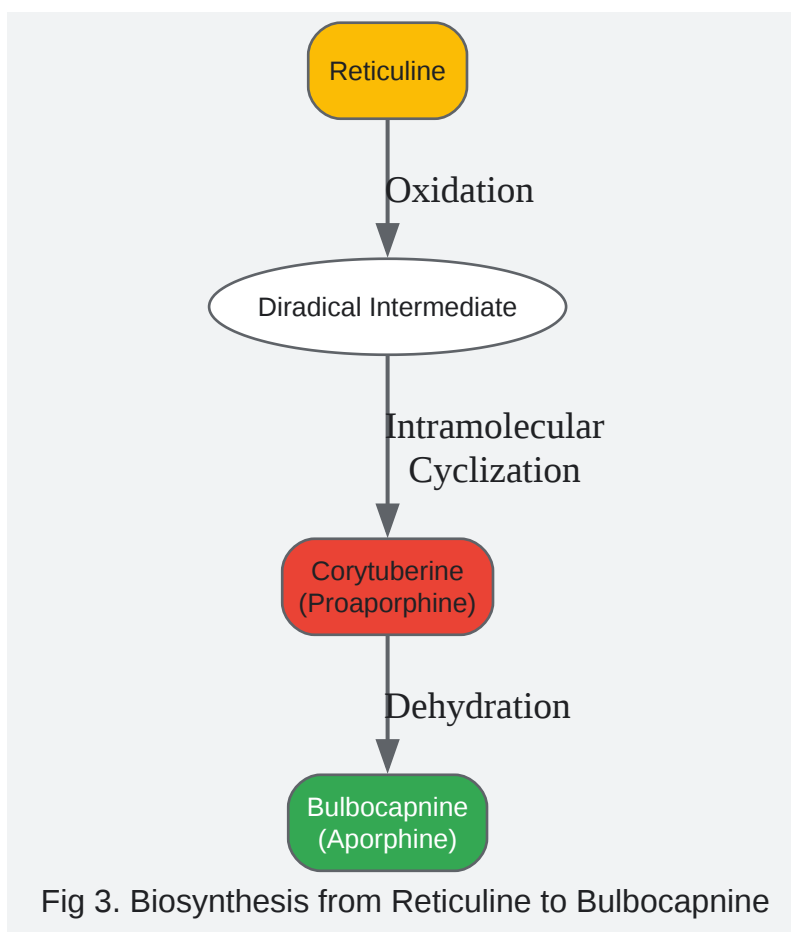 Reticuline
Oxidation
Diradical Intermediate
Intramolecular
Cyclization
Corytuberine
(Proaporphine)
Dehydration
Bulbocapnine
(Aporphine)
Fig 3. Biosynthesis from Reticuline to Bulbocapnine